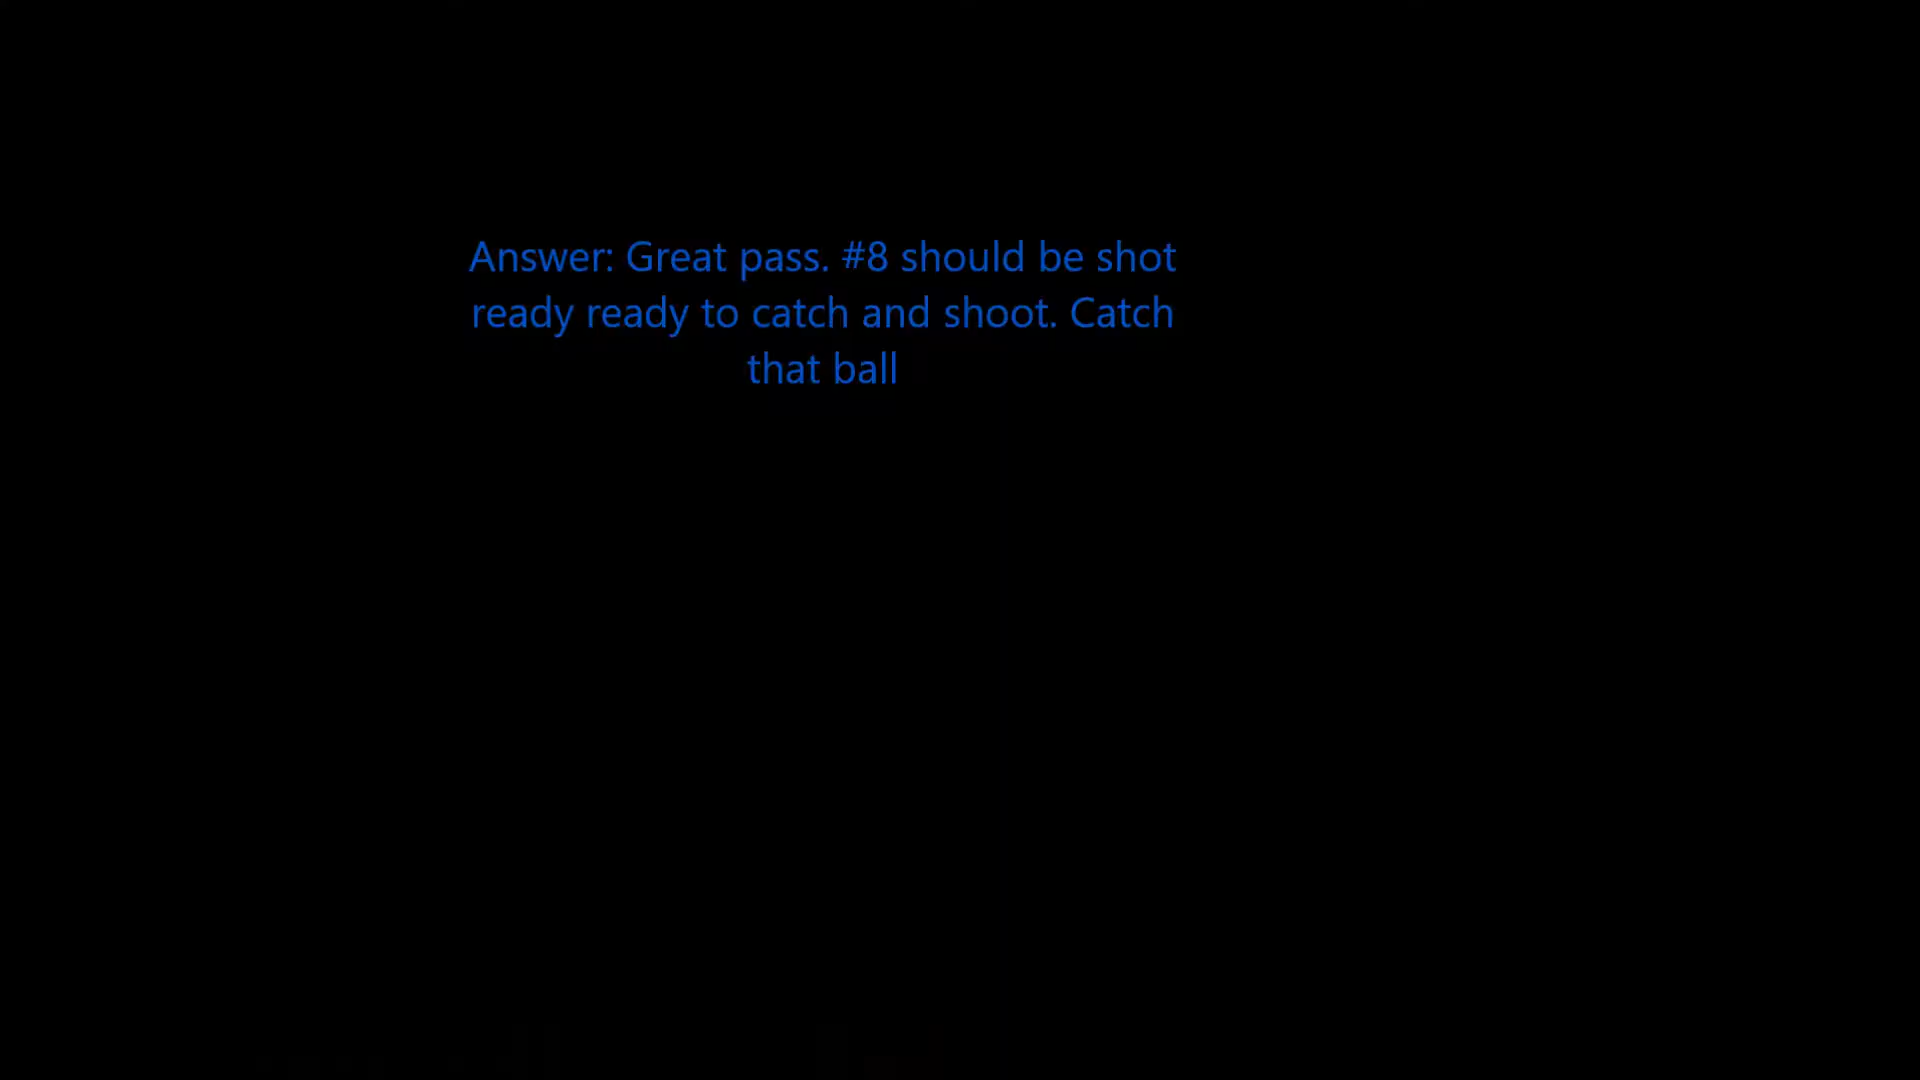 Answer: Great pass. #8 should be shot
ready ready to catch and shoot. Catch
that ball